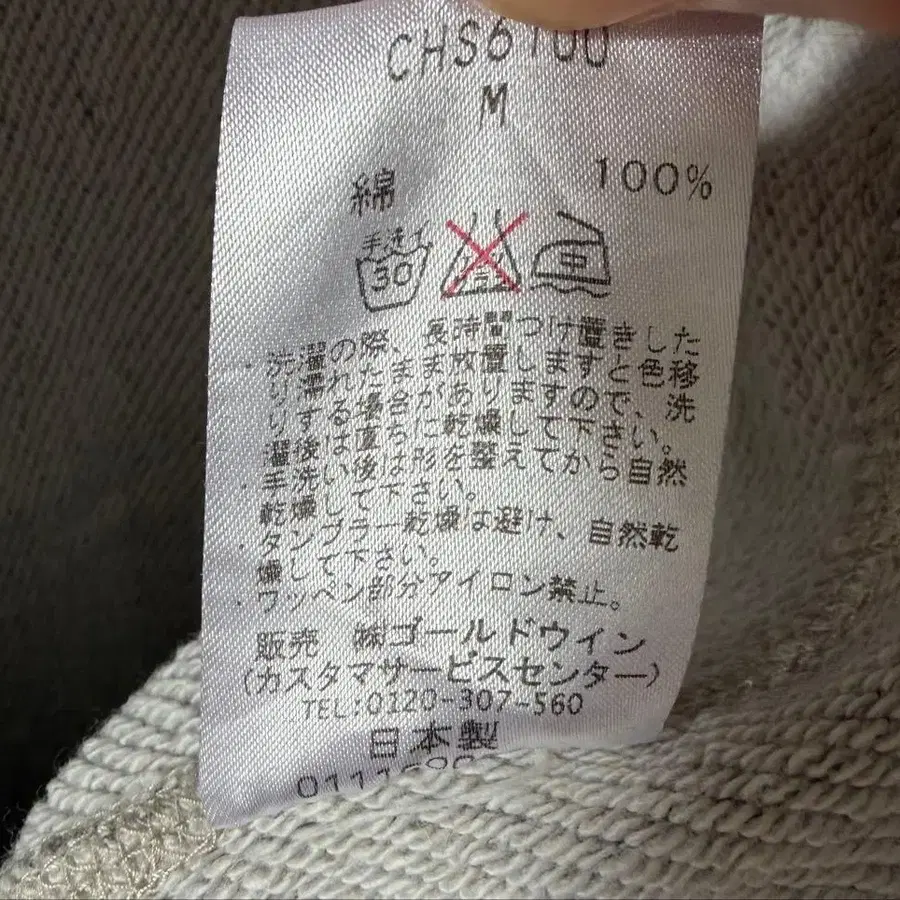 CHS6100
M
綿 100%
手洗イ
30
中
・洗濯の際、長時間つけ置きした
り濡れたまま放置しますと色移
りする場合がありますので、洗
濯後は直ちに乾燥して下さい。
手洗い後は形を整えてから自然
乾燥して下さい。
・タンブラー乾燥は避け、自然乾
燥して下さい。
・ワッペン部分アイロン禁止。
販売 ㈱ゴールドウイン
(カスタマサービスセンター)
TEL:0120-307-560
日本製